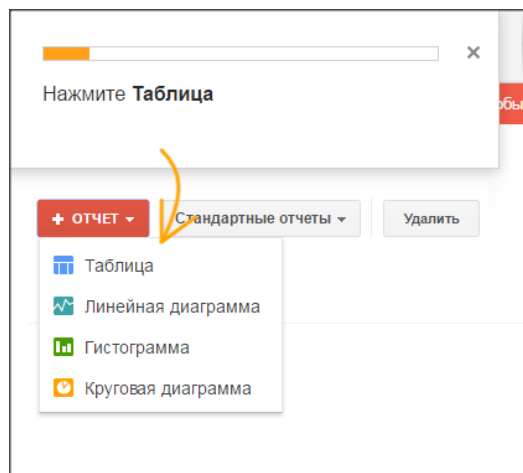 Нажмите Таблица
+ ОТЧЕТ
Стандартные отчеты
Удалить
Таблица
Линейная диаграмма
Гистограмма
Круговая диаграмма